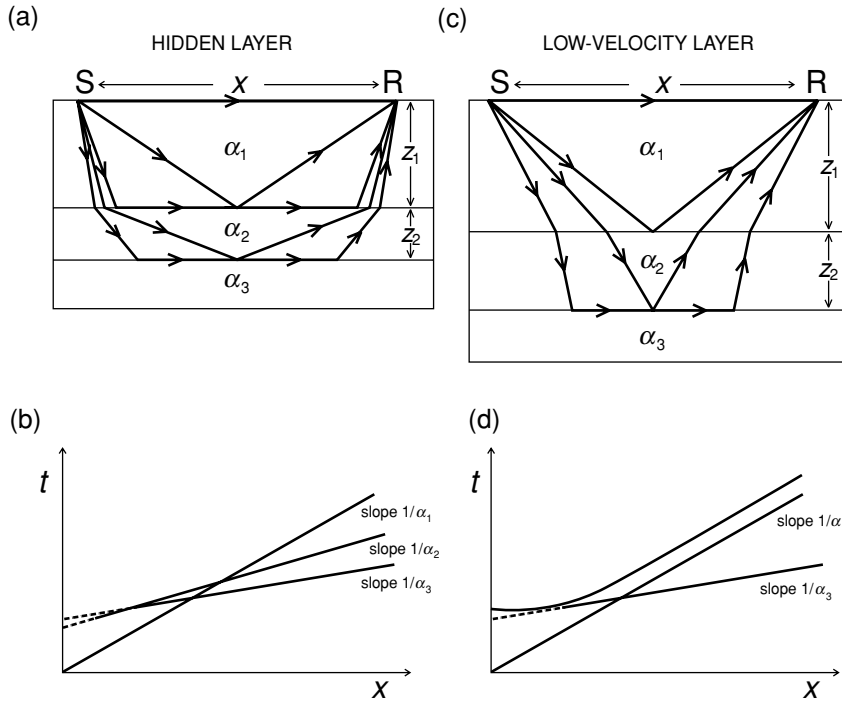 (a)
HIDDEN LAYER
S x R
α1
z1
α2
z2
α3
(c)
LOW-VELOCITY LAYER
S x R
α1
z1
α2
z2
α3
(b)
t
slope 1/α1
slope 1/α2
slope 1/α3
x
(d)
t
slope 1/α
slope 1/α3
x